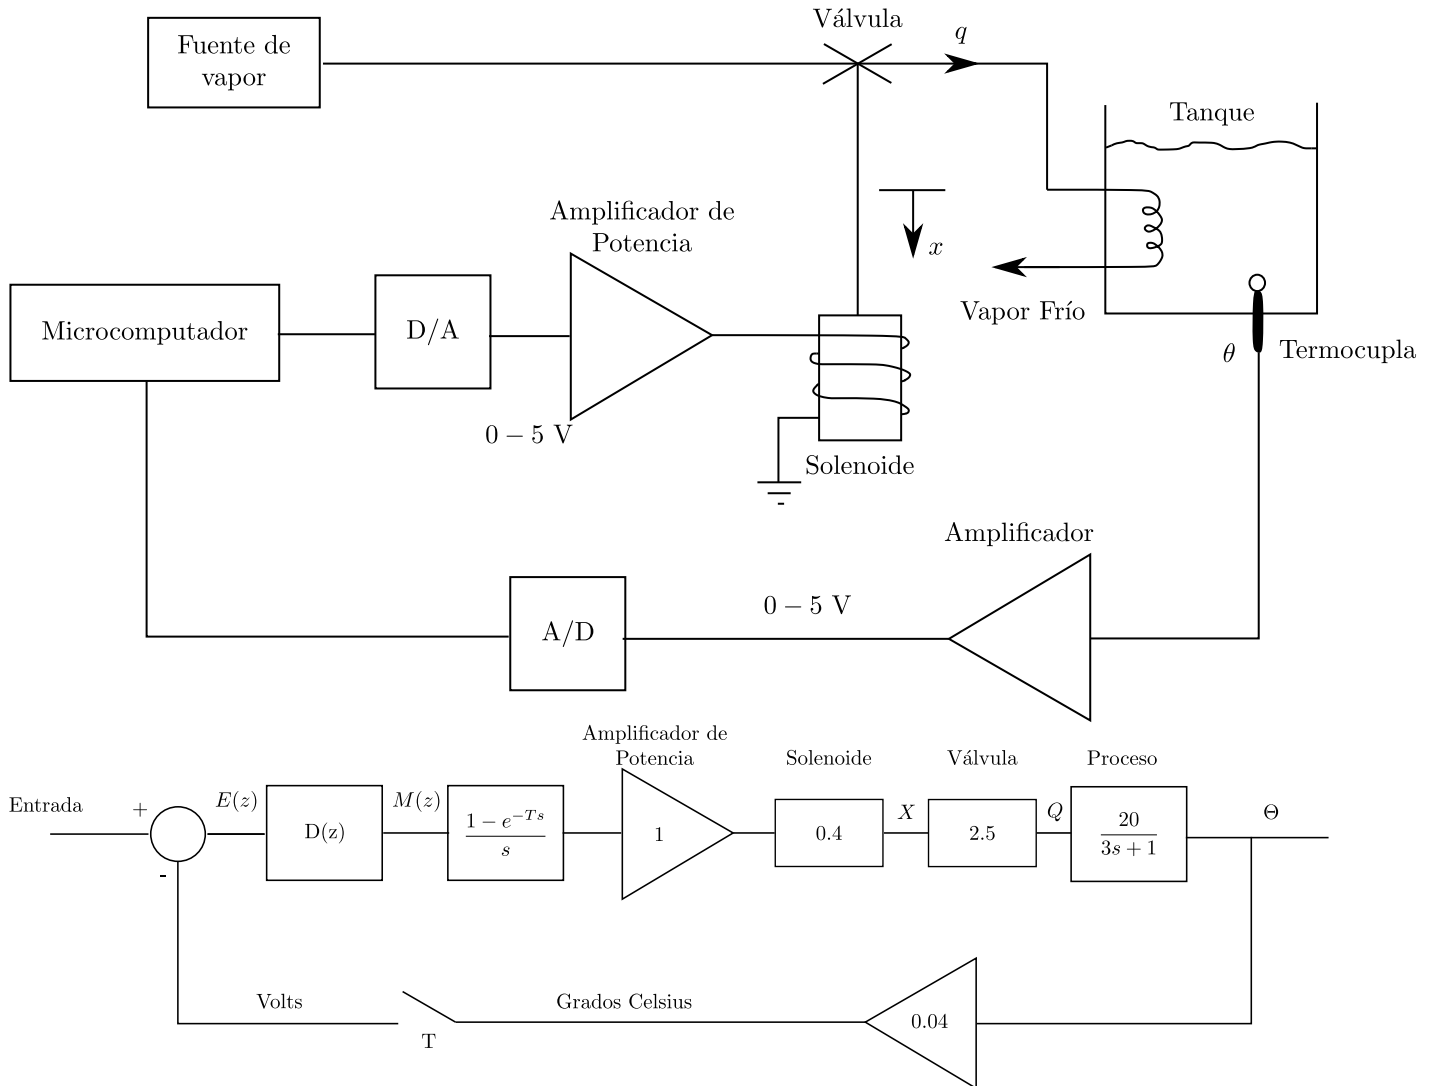 Válvula
Fuente de
vapor
q
Tanque
Amplificador de
Potencia
x
Microcomputador
D/A
Vapor Frío
θ
Termocupla
0 – 5 V
Solenoide
Amplificador
0 – 5 V
A/D
Amplificador de
Potencia
Solenoide
Válvula
Proceso
Entrada
+
E(z)
M(z)
X
Q
Θ
D(z)
1 − e^{−Ts}
s
1
0.4
2.5
20
3s + 1
-
Volts
Grados Celsius
0.04
T